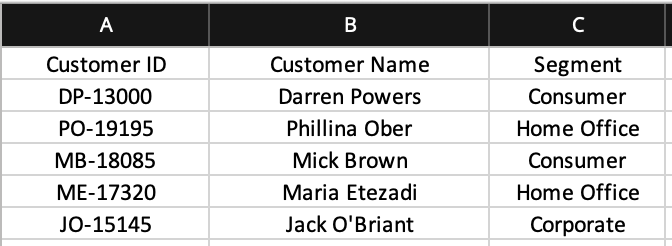 A B C
Customer ID Customer Name Segment
DP-13000 Darren Powers Consumer
PO-19195 Phillina Ober Home Office
MB-18085 Mick Brown Consumer
ME-17320 Maria Etezadi Home Office
JO-15145 Jack O'Briant Corporate